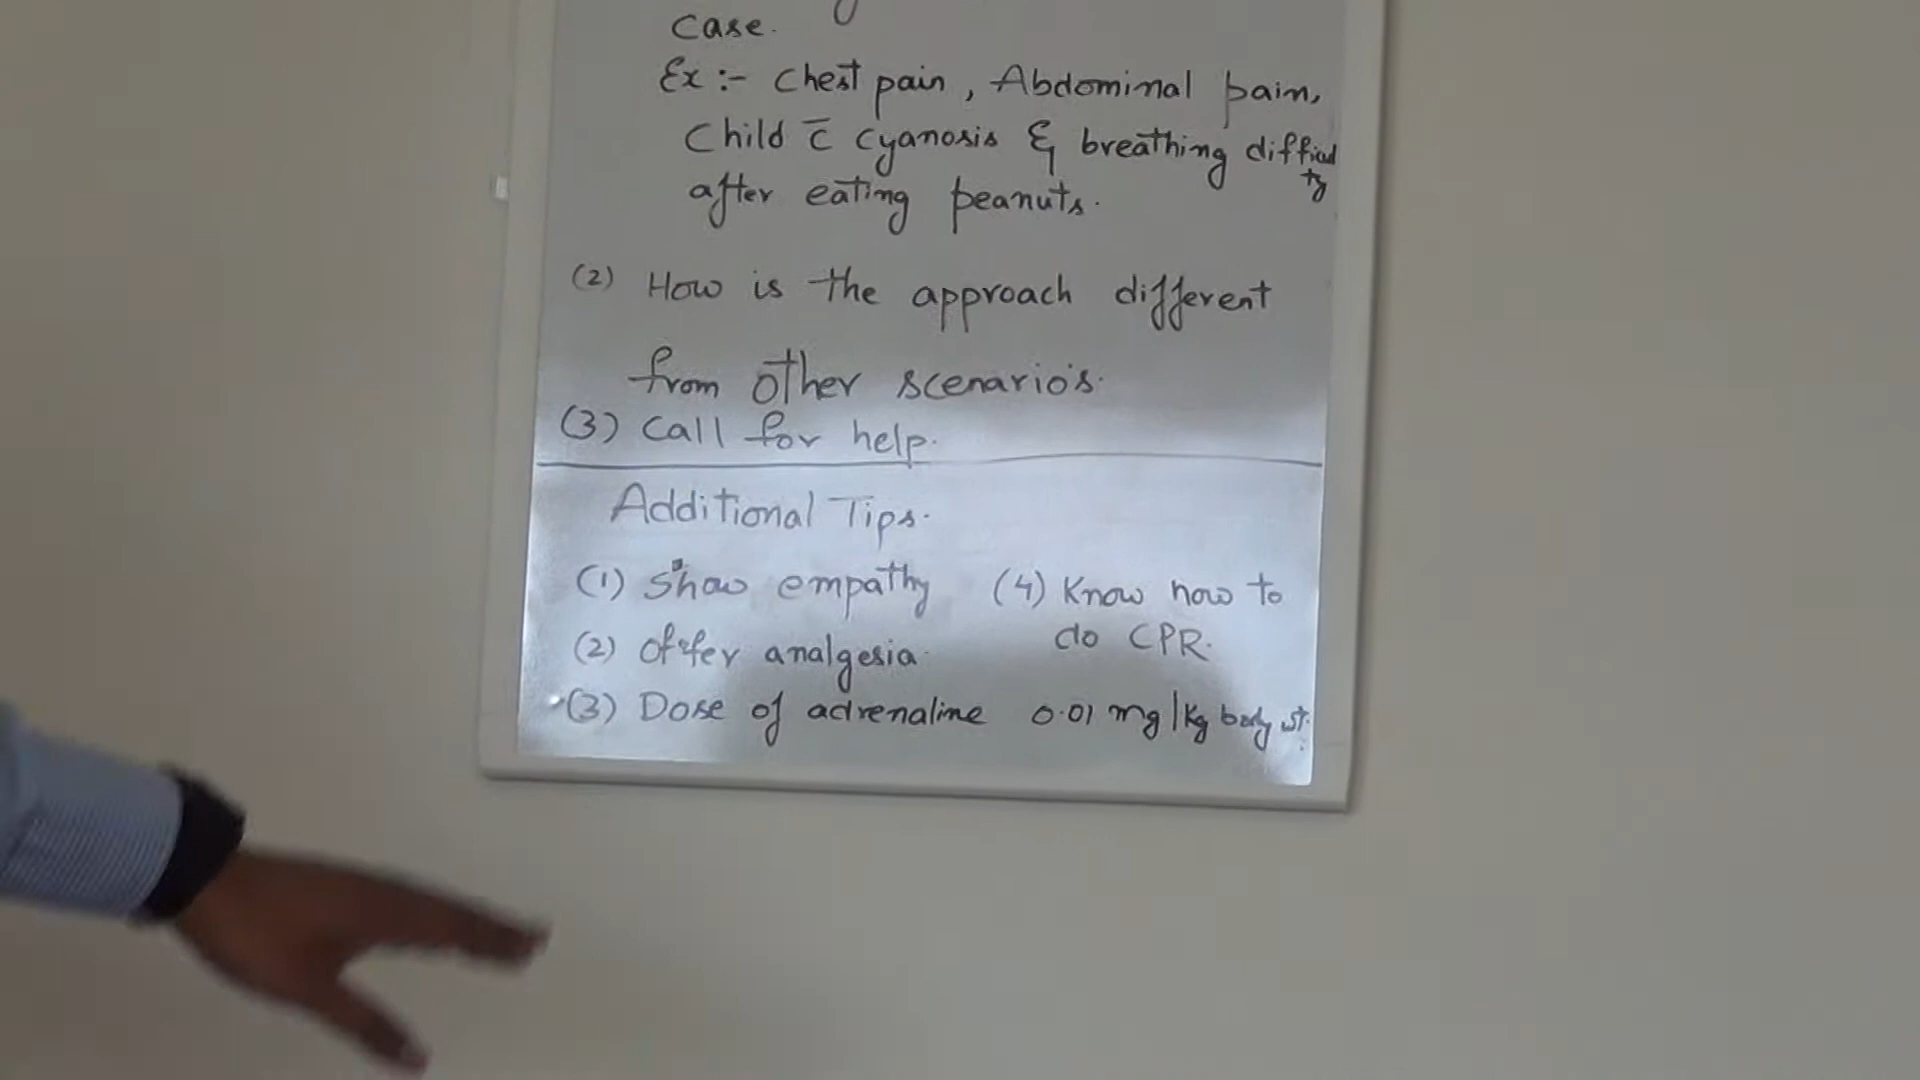 Case.
Ex :- Chest pain, Abdominal pain,
Child c̄ cyanosis & breathing difficulty
after eating peanuts.
(2) How is the approach different
from other scenario's.
(3) Call for help.
Additional Tips.
(1) Show empathy
(2) Offer analgesia
(3) Dose of adrenaline 0.01 mg/kg body wt.
(4) Know how to
do CPR.